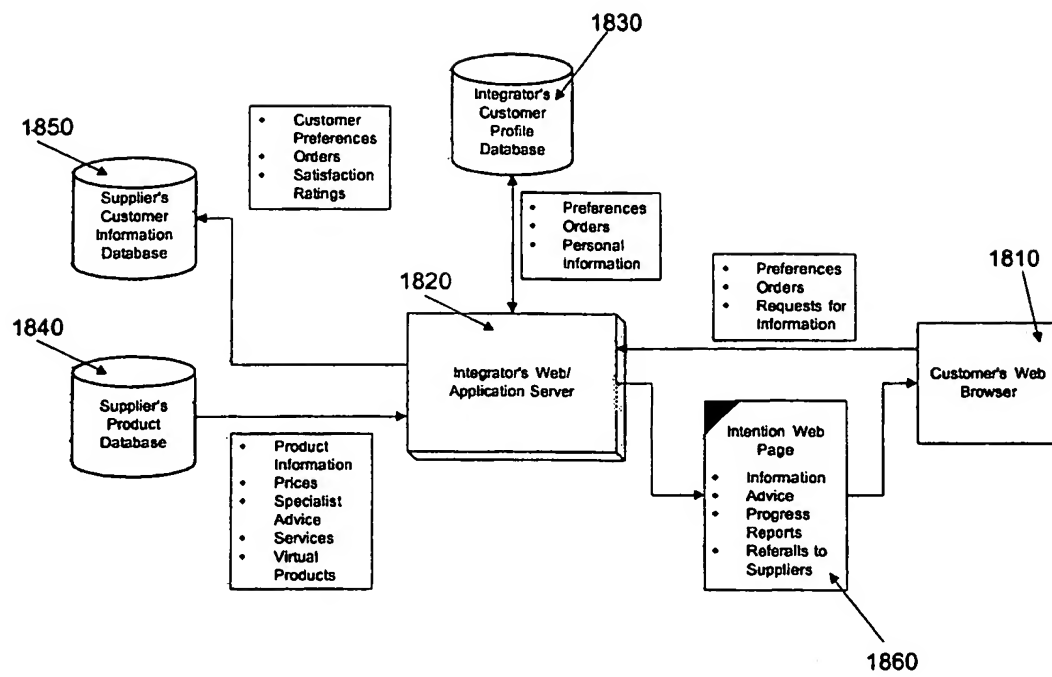 1830
Integrator's
Customer
Profile
Database
1850
• Customer
Preferences
• Orders
• Satisfaction
Ratings
Supplier's
Customer
Information
Database
• Preferences
• Orders
• Personal
Information
1820
• Preferences
• Orders
• Requests for
Information
1810
1840
Integrator's Web/
Application Server
Customer's Web
Browser
Supplier's
Product
Database
• Product
Information
• Prices
• Specialist
Advice
• Services
• Virtual
Products
Intention Web
Page
• Information
• Advice
• Progress
Reports
• Referalls to
Suppliers
1860